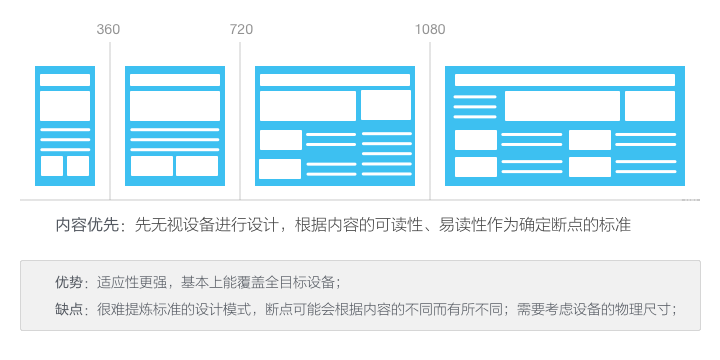 360 720 1080
内容优先：先无视设备进行设计，根据内容的可读性、易读性作为确定断点的标准
优势：适应性更强，基本上能覆盖全目标设备；
缺点：很难提炼标准的设计模式，断点可能会根据内容的不同而有所不同；需要考虑设备的物理尺寸；